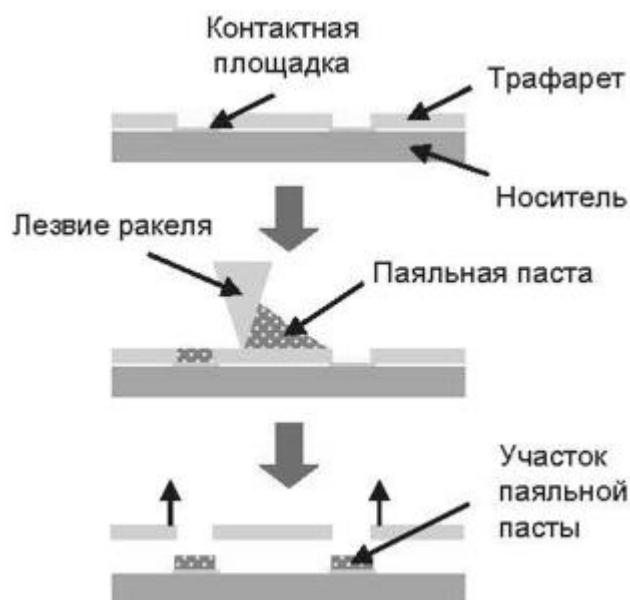 Контактная
площадка
Трафарет
Носитель
Лезвие ракеля
Паяльная паста
Участок
паяльной
пасты